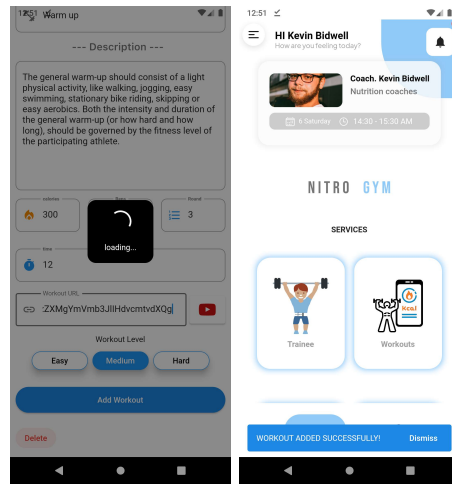 12:51
Warm up
--- Description ---
The general warm-up should consist of a light
physical activity, like walking, jogging, easy
swimming, stationary bike riding, skipping or
easy aerobics. Both the intensity and duration of
the general warm-up (or how hard and how
long), should be governed by the fitness level of
the participating athlete.
calories
Round
300
3
loading...
time
12
Workout URL
Workout Level
Easy
Medium
Hard
Add Workout
Delete
12:51
HI Kevin Bidwell
How are you feeling today?
Coach. Kevin Bidwell
Nutrition coaches
6 Saturday
14:30 - 15:30 AM
NITRO GYM
SERVICES
Trainee
Kcal
Workouts
WORKOUT ADDED SUCCESSFULLY!
Dismiss